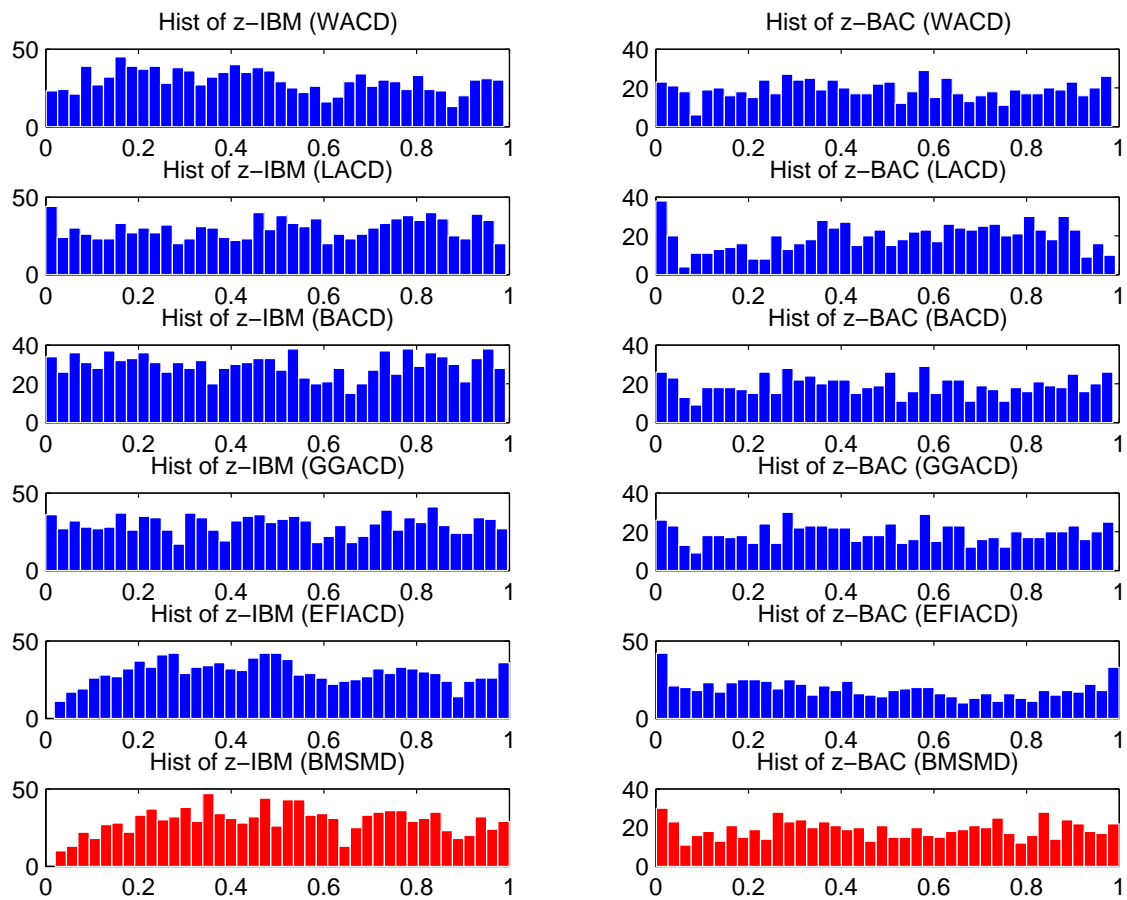 Hist of z−IBM (WACD)
50
0
0 0.2 0.4 0.6 0.8 1
Hist of z−BAC (WACD)
40
20
0
0 0.2 0.4 0.6 0.8 1
Hist of z−IBM (LACD)
50
0
0 0.2 0.4 0.6 0.8 1
Hist of z−BAC (LACD)
40
20
0
0 0.2 0.4 0.6 0.8 1
Hist of z−IBM (BACD)
40
20
0
0 0.2 0.4 0.6 0.8 1
Hist of z−BAC (BACD)
40
20
0
0 0.2 0.4 0.6 0.8 1
Hist of z−IBM (GGACD)
50
0
0 0.2 0.4 0.6 0.8 1
Hist of z−BAC (GGACD)
40
20
0
0 0.2 0.4 0.6 0.8 1
Hist of z−IBM (EFIACD)
50
0
0 0.2 0.4 0.6 0.8 1
Hist of z−BAC (EFIACD)
50
0
0 0.2 0.4 0.6 0.8 1
Hist of z−IBM (BMSMD)
50
0
0 0.2 0.4 0.6 0.8 1
Hist of z−BAC (BMSMD)
40
20
0
0 0.2 0.4 0.6 0.8 1